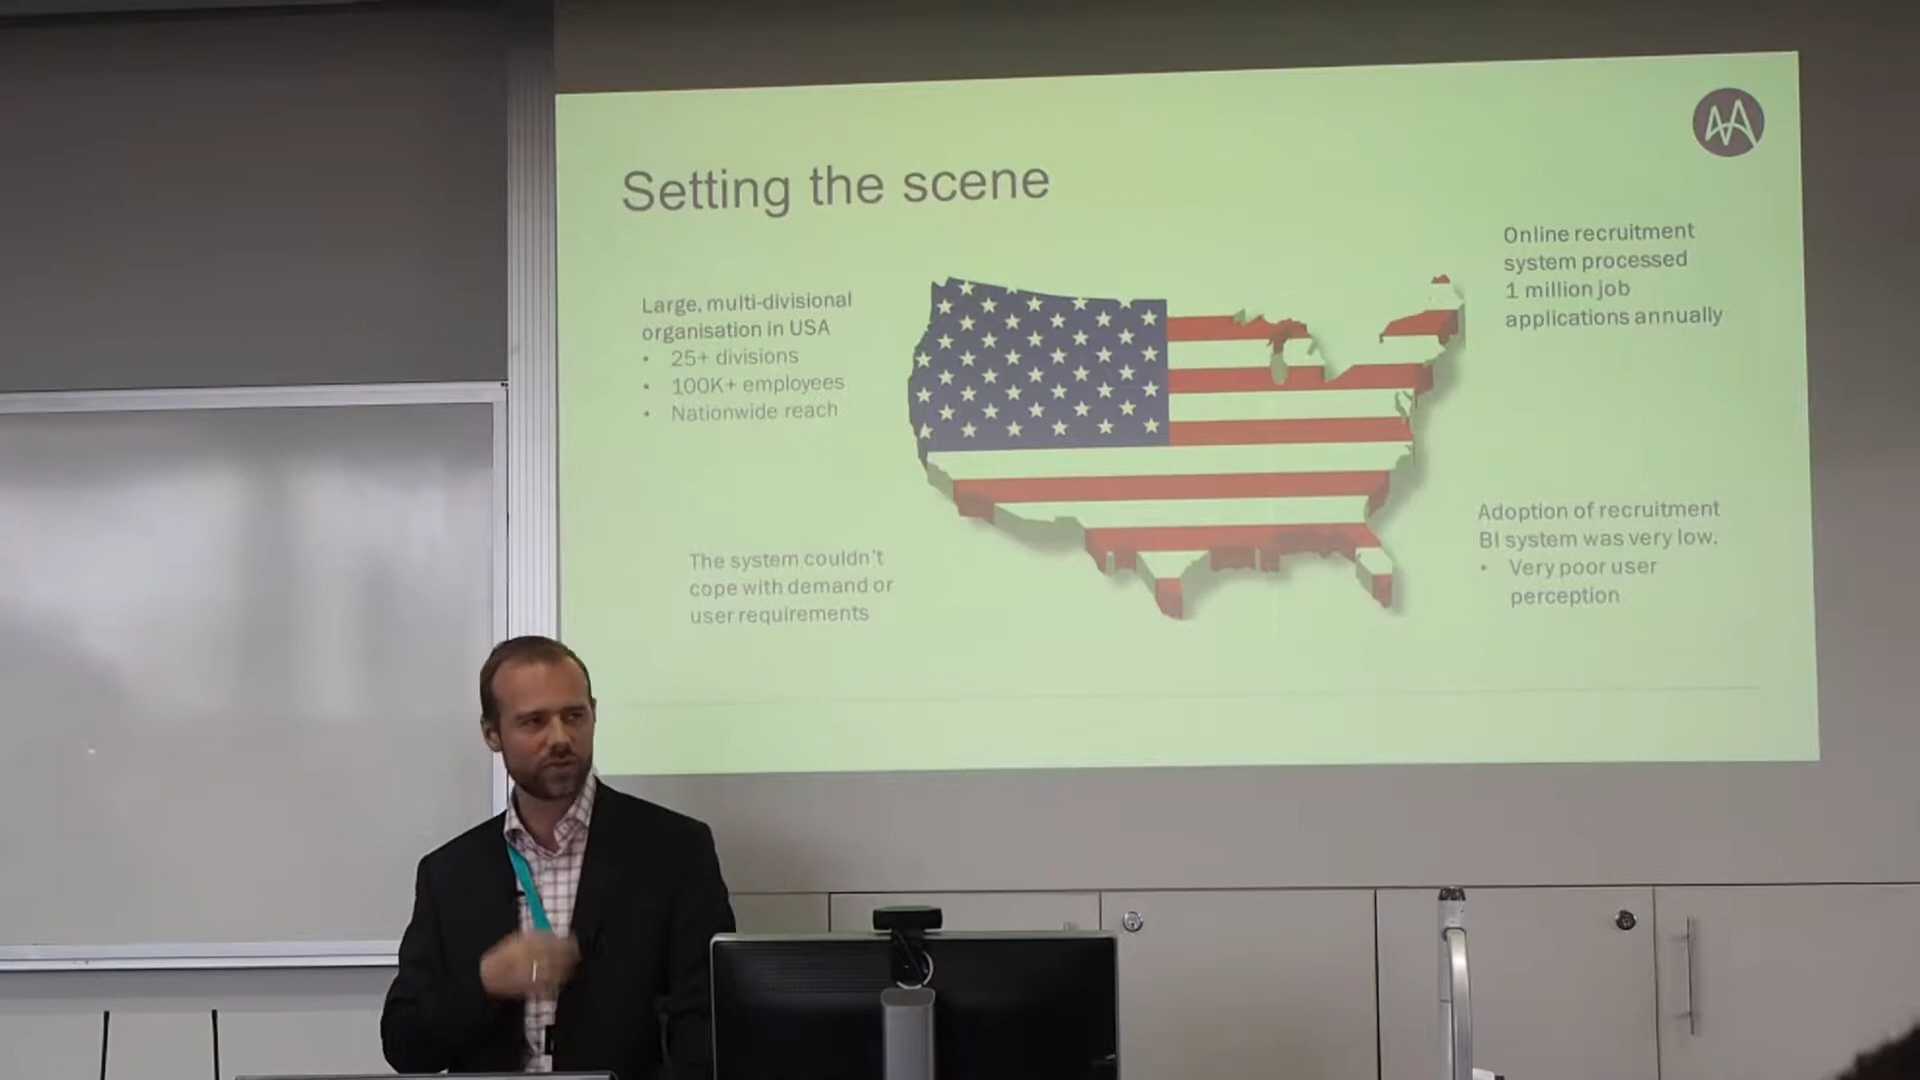 Setting the scene
Large, multi-divisional
organisation in USA
• 25+ divisions
• 100K+ employees
• Nationwide reach
The system couldn't
cope with demand or
user requirements
Online recruitment
system processed
1 million job
applications annually
Adoption of recruitment
BI system was very low.
• Very poor user
perception